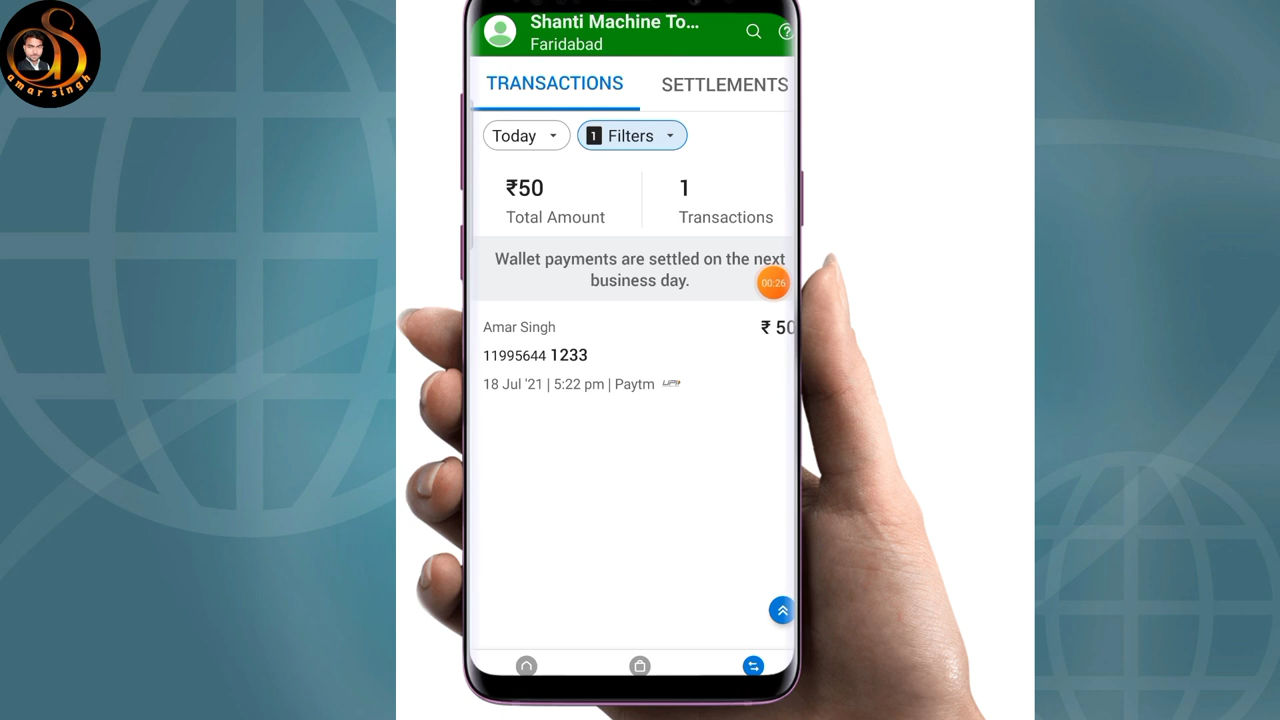 amar singh
Shanti Machine To...
Faridabad
TRANSACTIONS
SETTLEMENTS
Today
1 Filters
₹50
1
Total Amount
Transactions
Wallet payments are settled on the next
business day.
00:26
Amar Singh
₹ 50
11995644 1233
18 Jul '21 | 5:22 pm | Paytm UPI